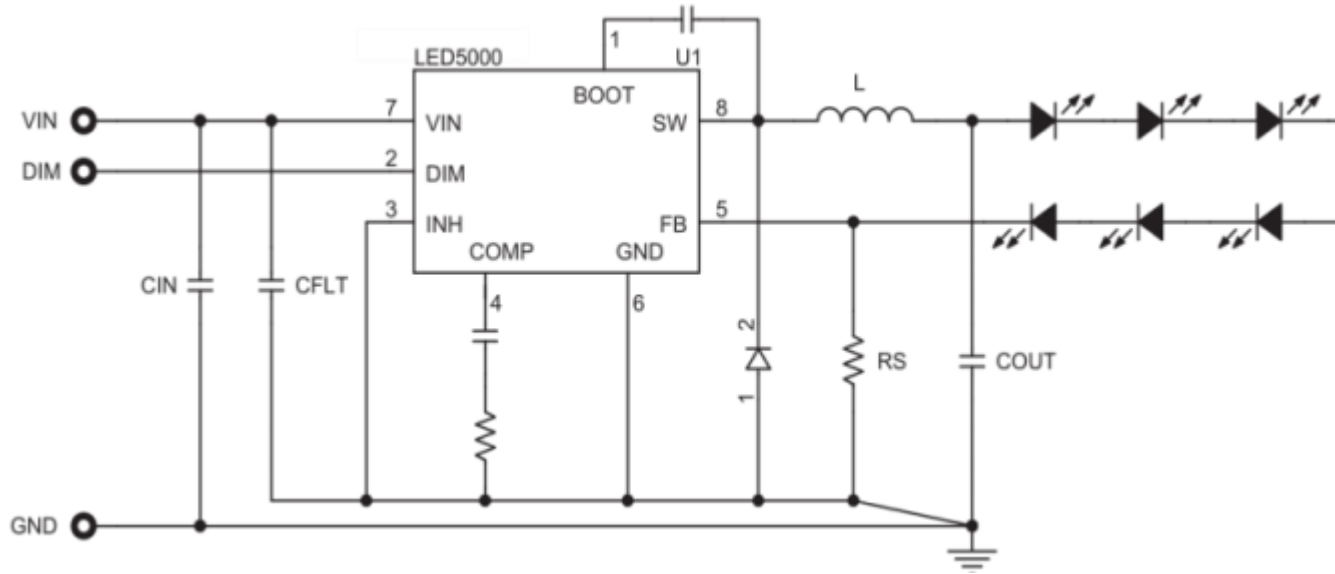 1
LED5000
U1
BOOT
L
VIN
7
VIN
SW
8
DIM
2
DIM
3
INH
FB
5
COMP
GND
CIN
CFLT
4
6
2
RS
COUT
1
GND